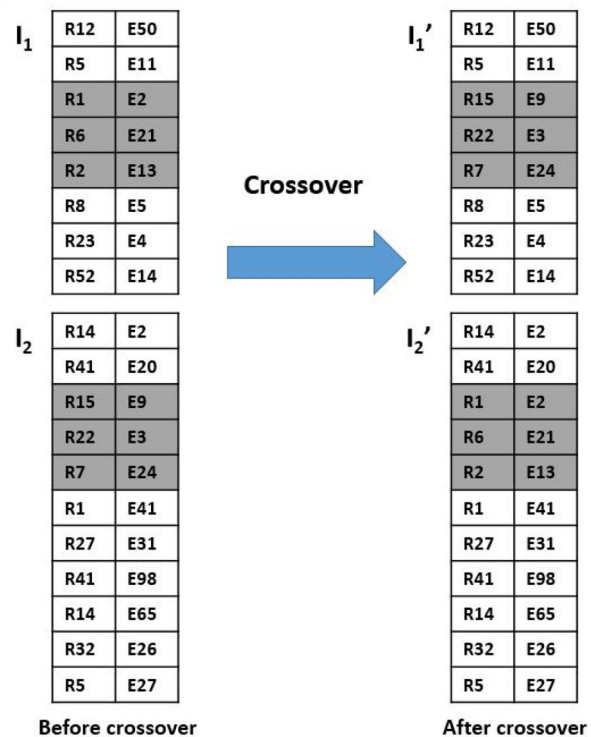 I1
R12 E50
R5 E11
R1 E2
R6 E21
R2 E13
R8 E5
R23 E4
R52 E14
I2
R14 E2
R41 E20
R15 E9
R22 E3
R7 E24
R1 E41
R27 E31
R41 E98
R14 E65
R32 E26
R5 E27
Before crossover
Crossover
I1’
R12 E50
R5 E11
R15 E9
R22 E3
R7 E24
R8 E5
R23 E4
R52 E14
I2’
R14 E2
R41 E20
R1 E2
R6 E21
R2 E13
R1 E41
R27 E31
R41 E98
R14 E65
R32 E26
R5 E27
After crossover